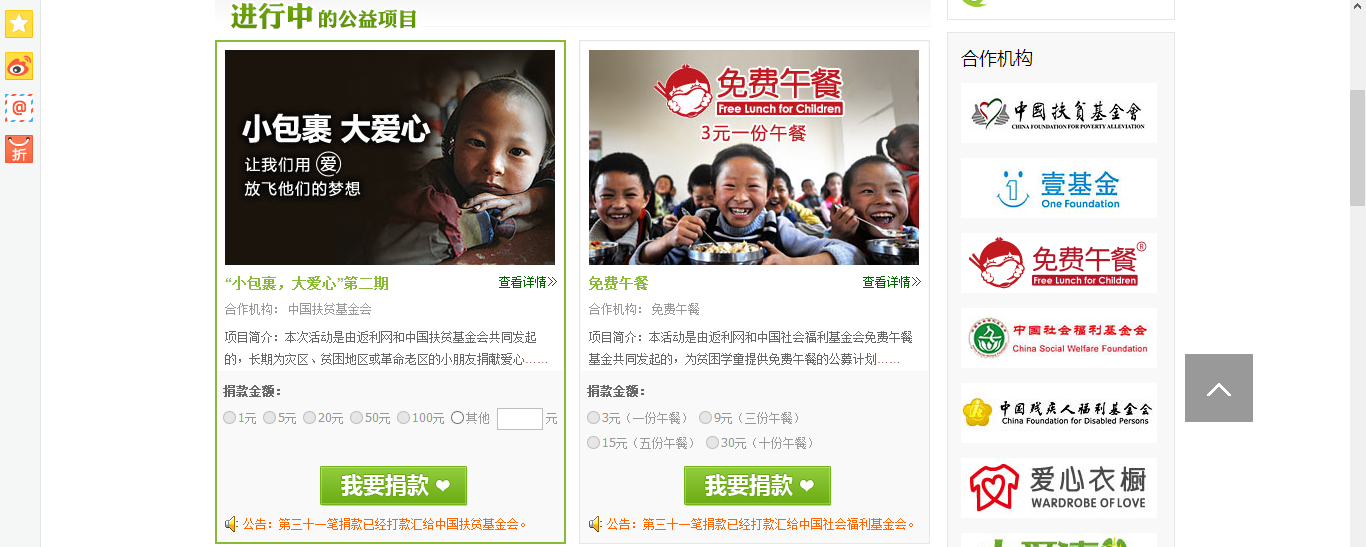 进行中的公益项目
小包裹 大爱心
让我们用 爱
放飞他们的梦想
“小包裹，大爱心”第二期
查看详情
合作机构： 中国扶贫基金会
项目简介：本次活动是由返利网和中国扶贫基金会共同发起
的，长期为灾区、贫困地区或革命老区的小朋友捐献爱心……
捐款金额：
1元 5元 20元 50元 100元 其他 元
我要捐款
公告：第三十一笔捐款已经打款汇给中国扶贫基金会。
免费午餐
Free Lunch for Children
3元一份午餐
免费午餐
查看详情
合作机构： 免费午餐
项目简介：本活动是由返利网和中国社会福利基金会免费午餐
基金共同发起的，为贫困学童提供免费午餐的公募计划……
捐款金额：
3元（一份午餐） 9元（三份午餐）
15元（五份午餐） 30元（十份午餐）
我要捐款
公告：第三十一笔捐款已经打款汇给中国社会福利基金会。
合作机构
中國扶貧基金會
CHINA FOUNDATION FOR POVERTY ALLEVIATION
壹基金
One Foundation
免费午餐®
Free Lunch for Children
中国社会福利基金会
China Social Welfare Foundation
中国残疾人福利基金会
China Foundation for Disabled Persons
爱心衣橱
WARDROBE OF LOVE
@
折